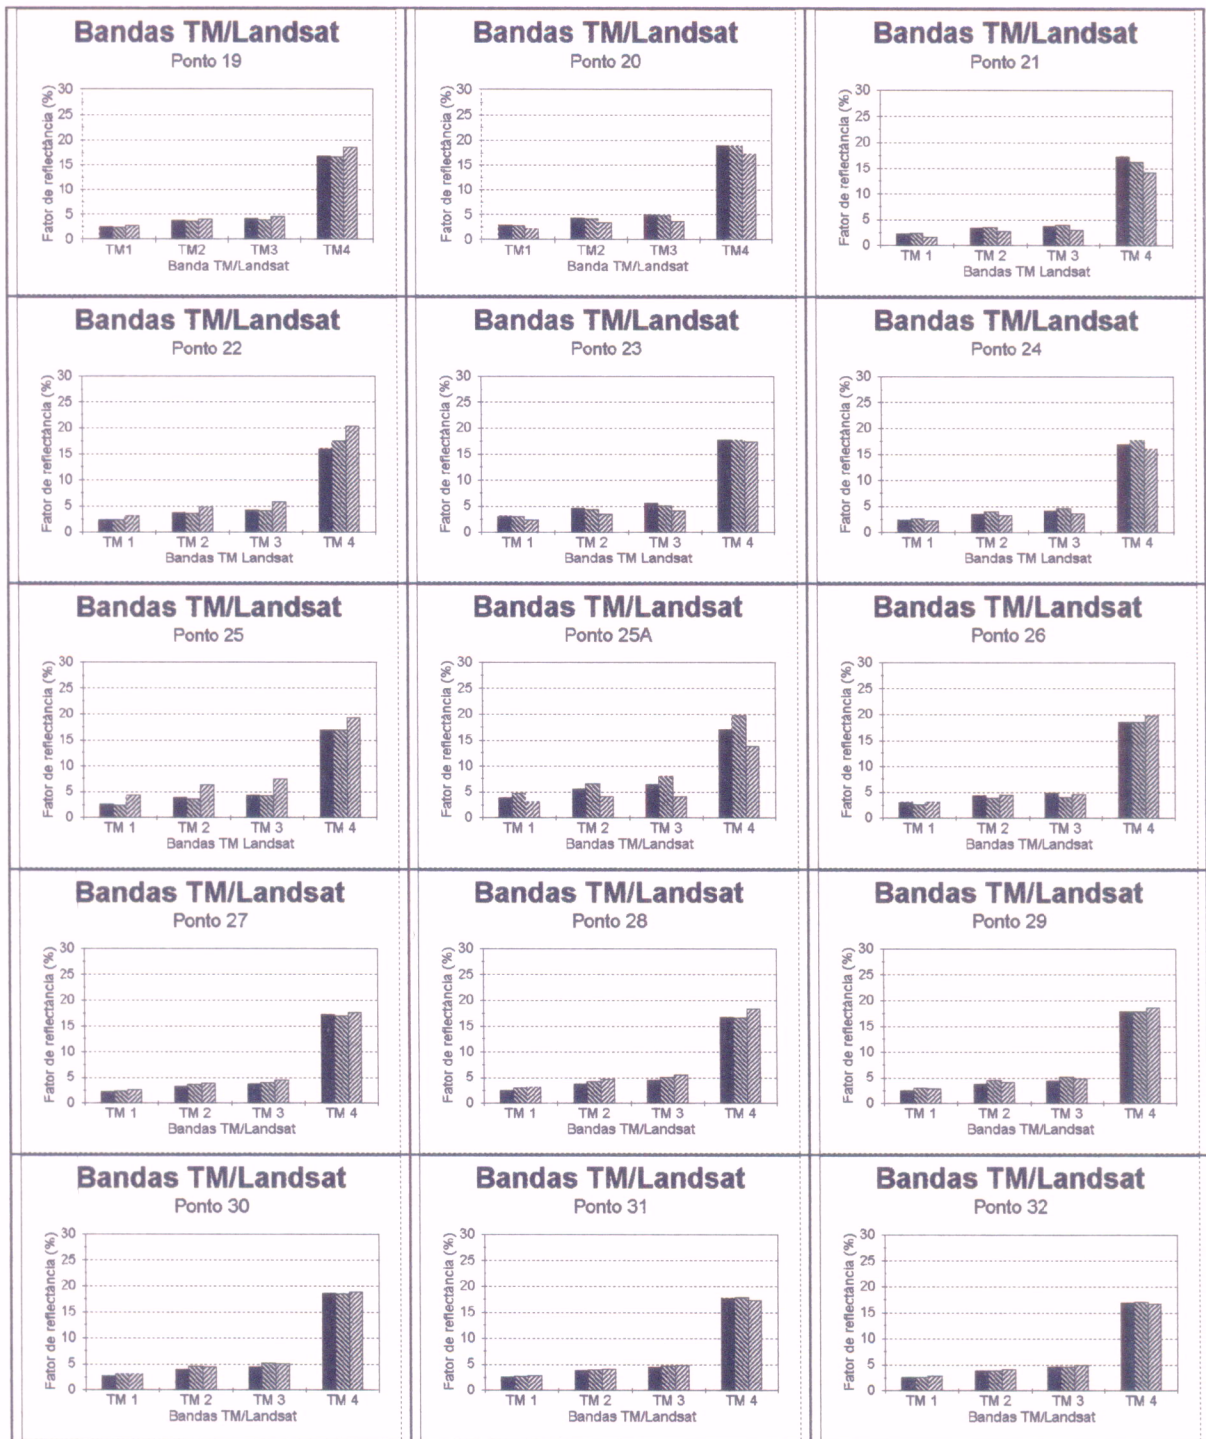 Bandas TM/Landsat
Ponto 19
Fator de reflectância (%)
30
25
20
15
10
5
0
TM1 TM2 TM3 TM4
Banda TM/Landsat
Bandas TM/Landsat
Ponto 20
Fator de reflectância (%)
30
25
20
15
10
5
0
TM1 TM2 TM3 TM4
Banda TM/Landsat
Bandas TM/Landsat
Ponto 21
Fator de reflectância (%)
30
25
20
15
10
5
0
TM 1 TM 2 TM 3 TM 4
Bandas TM Landsat
Bandas TM/Landsat
Ponto 22
Fator de reflectância (%)
30
25
20
15
10
5
0
TM 1 TM 2 TM 3 TM 4
Bandas TM Landsat
Bandas TM/Landsat
Ponto 23
Fator de reflectância (%)
30
25
20
15
10
5
0
TM 1 TM 2 TM 3 TM 4
Bandas TM Landsat
Bandas TM/Landsat
Ponto 24
Fator de reflectância (%)
30
25
20
15
10
5
0
TM 1 TM 2 TM 3 TM 4
Bandas TM Landsat
Bandas TM/Landsat
Ponto 25
Fator de reflectância (%)
30
25
20
15
10
5
0
TM 1 TM 2 TM 3 TM 4
Bandas TM Landsat
Bandas TM/Landsat
Ponto 25A
Fator de reflectância (%)
30
25
20
15
10
5
0
TM 1 TM 2 TM 3 TM 4
Bandas TM/Landsat
Bandas TM/Landsat
Ponto 26
Fator de reflectância (%)
30
25
20
15
10
5
0
TM 1 TM 2 TM 3 TM 4
Bandas TM/Landsat
Bandas TM/Landsat
Ponto 27
Fator de reflectância (%)
30
25
20
15
10
5
0
TM 1 TM 2 TM 3 TM 4
Bandas TM/Landsat
Bandas TM/Landsat
Ponto 28
Fator de reflectância (%)
30
25
20
15
10
5
0
TM 1 TM 2 TM 3 TM 4
Bandas TM/Landsat
Bandas TM/Landsat
Ponto 29
Fator de reflectância (%)
30
25
20
15
10
5
0
TM 1 TM 2 TM 3 TM 4
Bandas TM/Landsat
Bandas TM/Landsat
Ponto 30
Fator de reflectância (%)
30
25
20
15
10
5
0
TM 1 TM 2 TM 3 TM 4
Bandas TM/Landsat
Bandas TM/Landsat
Ponto 31
Fator de reflectância (%)
30
25
20
15
10
5
0
TM 1 TM 2 TM 3 TM 4
Bandas TM/Landsat
Bandas TM/Landsat
Ponto 32
Fator de reflectância (%)
30
25
20
15
10
5
0
TM 1 TM 2 TM 3 TM 4
Bandas TM/Landsat